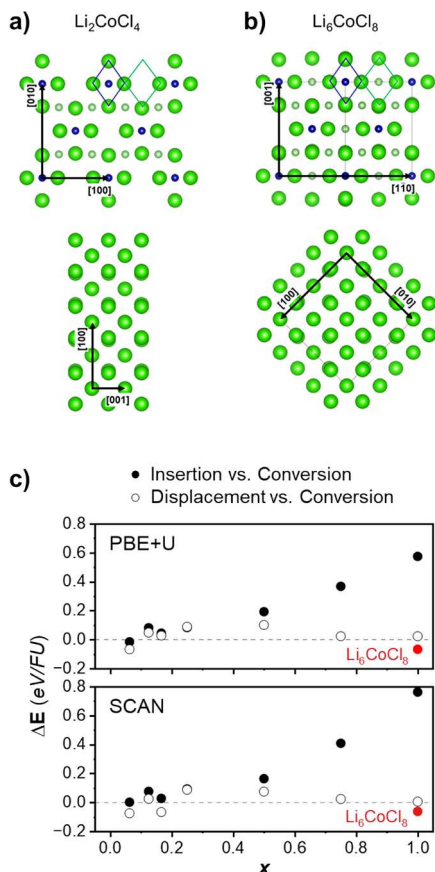 a) Li₂CoCl₄
b) Li₆CoCl₈
[010]
[100]
[001]
[110]
[100]
[001]
[100]
[010]
c)
● Insertion vs. Conversion
○ Displacement vs. Conversion
PBE+U
0.8
0.6
0.4
0.2
0.0
-0.2
Li₆CoCl₈
ΔE (eV/FU)
SCAN
0.8
0.6
0.4
0.2
0.0
-0.2
Li₆CoCl₈
0.0 0.2 0.4 0.6 0.8 1.0
x